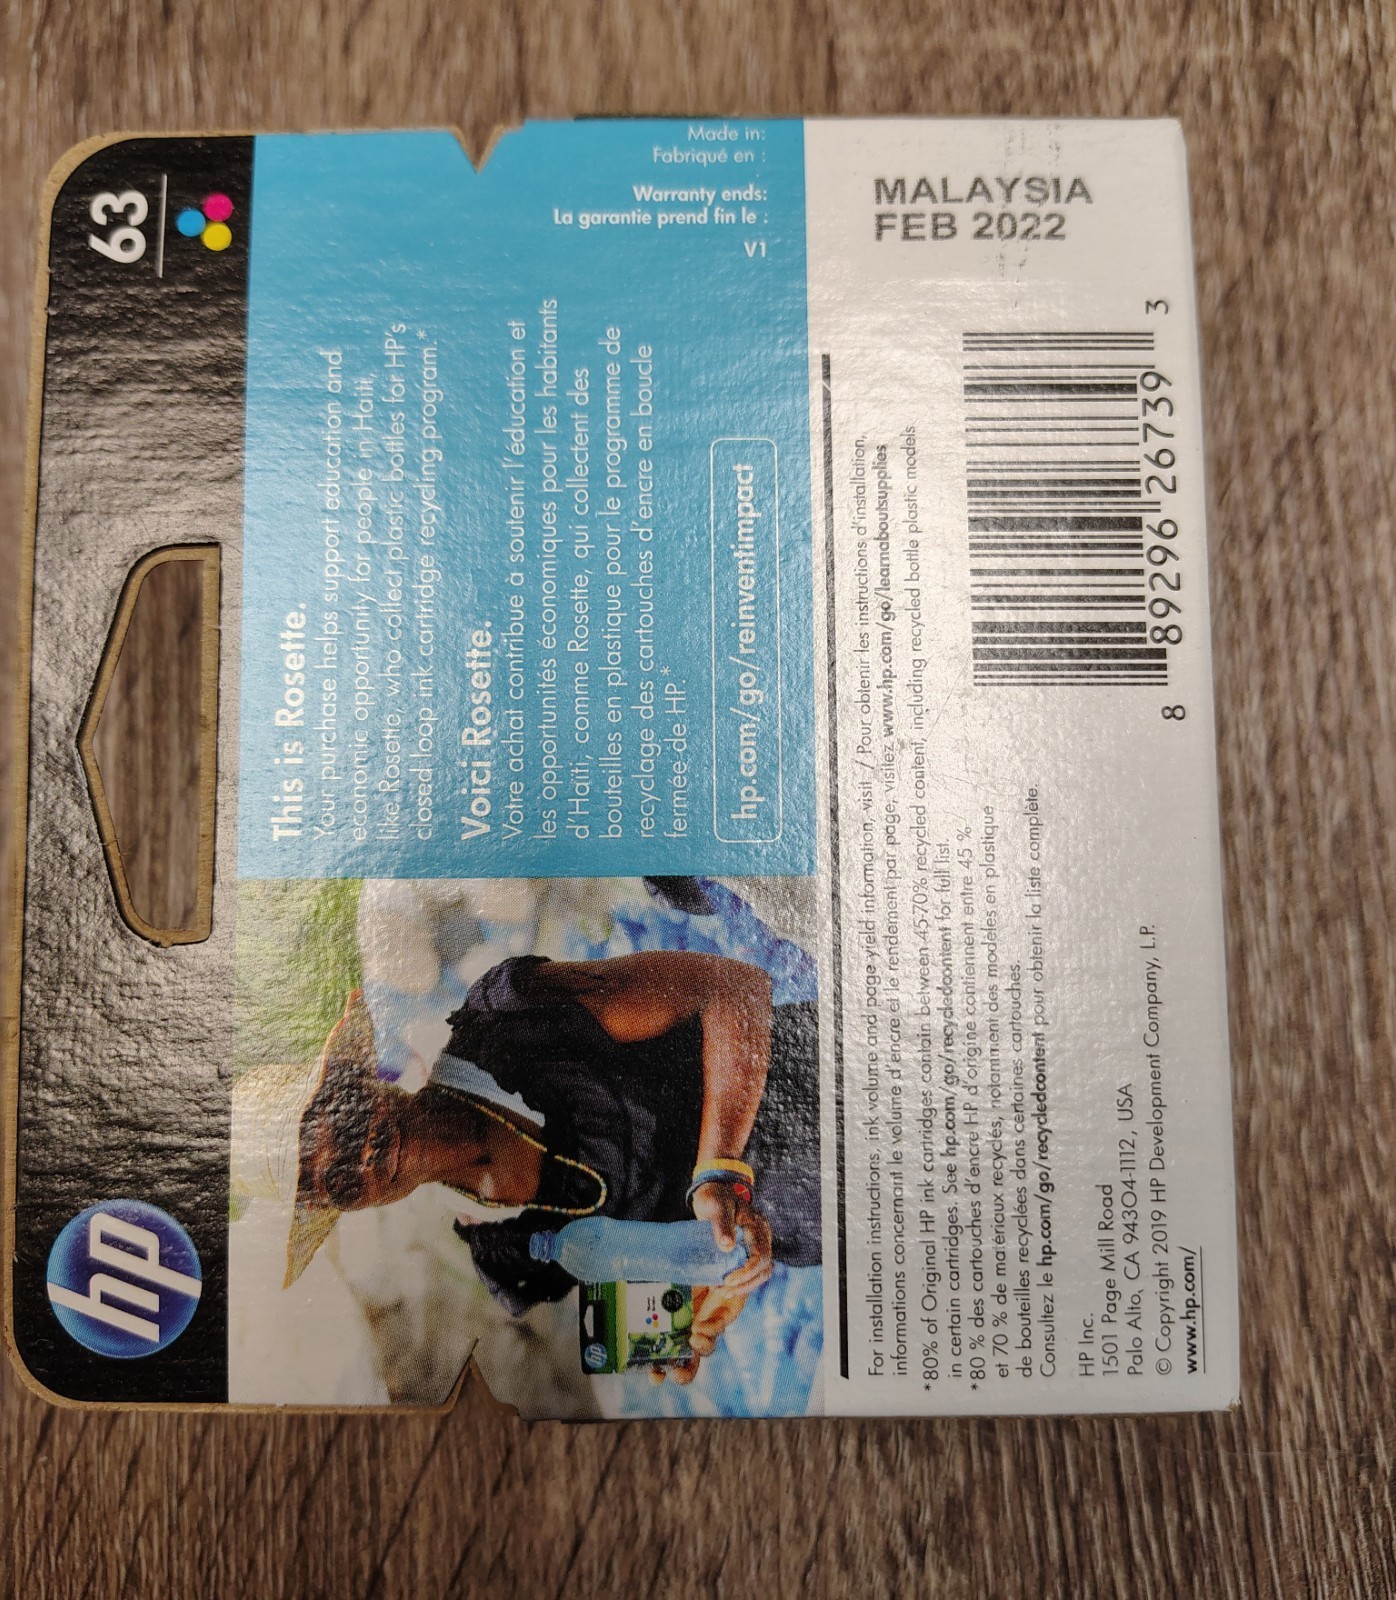 hp
63
This is Rosette.
Your purchase helps support education and
economic opportunity for people in Haiti,
like Rosette, who collect plastic bottles for HP's
closed loop ink cartridge recycling program.*
Voici Rosette.
Votre achat contribue à soutenir l'éducation et
les opportunités économiques pour les habitants
d'Haïti, comme Rosette, qui collectent des
bouteilles en plastique pour le programme de
recyclage des cartouches d'encre en boucle
fermée de HP.*
hp.com/go/reinventimpact
Made in:
Fabriqué en :
Warranty ends:
La garantie prend fin le :
V1
MALAYSIA
FEB 2022
For installation instructions, ink volume and page yield information, visit / Pour obtenir les instructions d'installation,
informations concernant le volume d'encre et le rendement par page, visitez www.hp.com/go/learnaboutsupplies
*80% of Original HP ink cartridges contain between 45-70% recycled content, including recycled bottle plastic models
in certain cartridges. See hp.com/go/recycledcontent for full list.
*80 % des cartouches d'encre HP d'origine contiennent entre 45 %
et 70 % de matériaux recyclés, notamment des modèles en plastique
de bouteilles recyclées dans certaines cartouches.
Consultez le hp.com/go/recycledcontent pour obtenir la liste complète.
HP Inc.
1501 Page Mill Road
Palo Alto, CA 94304-1112, USA
© Copyright 2019 HP Development Company, L.P.
www.hp.com/
8 89296 26739 3